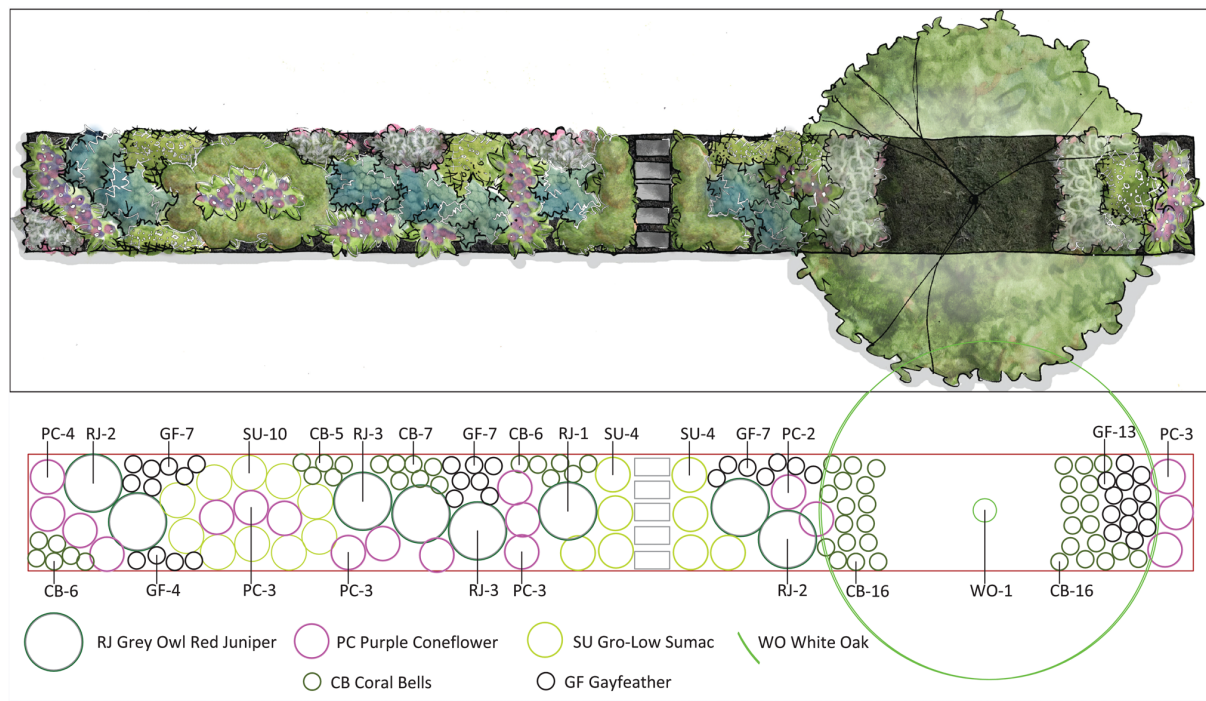 PC-4 RJ-2 GF-7 SU-10 CB-5 RJ-3 CB-7 GF-7 CB-6 RJ-1 SU-4 SU-4 GF-7 PC-2 GF-13 PC-3
CB-6 GF-4 PC-3 PC-3 RJ-3 PC-3 RJ-2 CB-16 WO-1 CB-16
RJ Grey Owl Red Juniper PC Purple Coneflower SU Gro-Low Sumac WO White Oak
CB Coral Bells GF Gayfeather